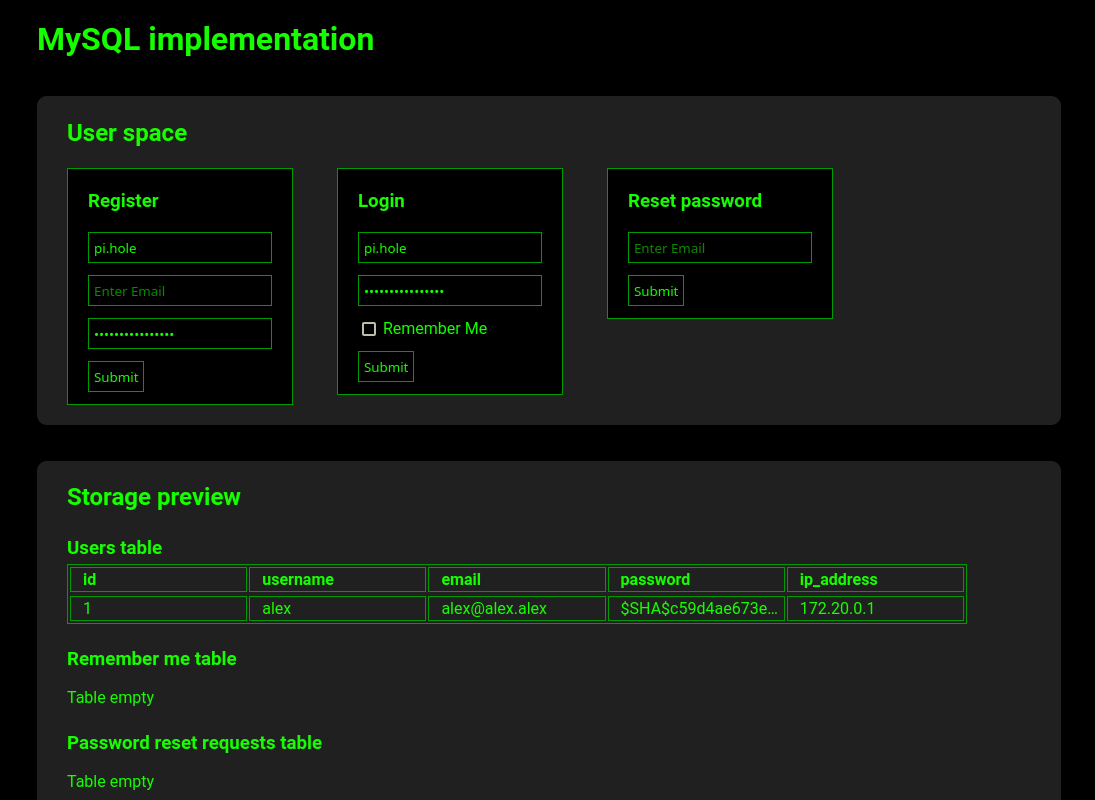 MySQL implementation
User space
Register
pi.hole
Enter Email
••••••••••••••••
Submit
Login
pi.hole
••••••••••••••••
Remember Me
Submit
Reset password
Enter Email
Submit
Storage preview
Users table
id username email password ip_address
1 alex alex@alex.alex $SHA$c59d4ae673e... 172.20.0.1
Remember me table
Table empty
Password reset requests table
Table empty